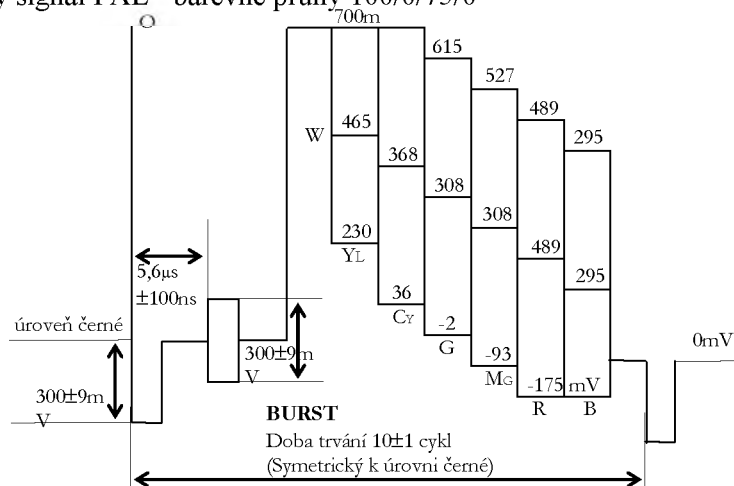 signál PAL - barevné pruhy 100/0/75/0
O
700m
615
527
W
465
489
368
295
308
308
230
489
YL
295
5,6µs
±100ns
36
CY
úroveň černé
-2
G
0mV
300±9m
V
-93
MG
-175 mV
300±9m
V
R
B
BURST
Doba trvání 10±1 cykl
(Symetrický k úrovni černé)